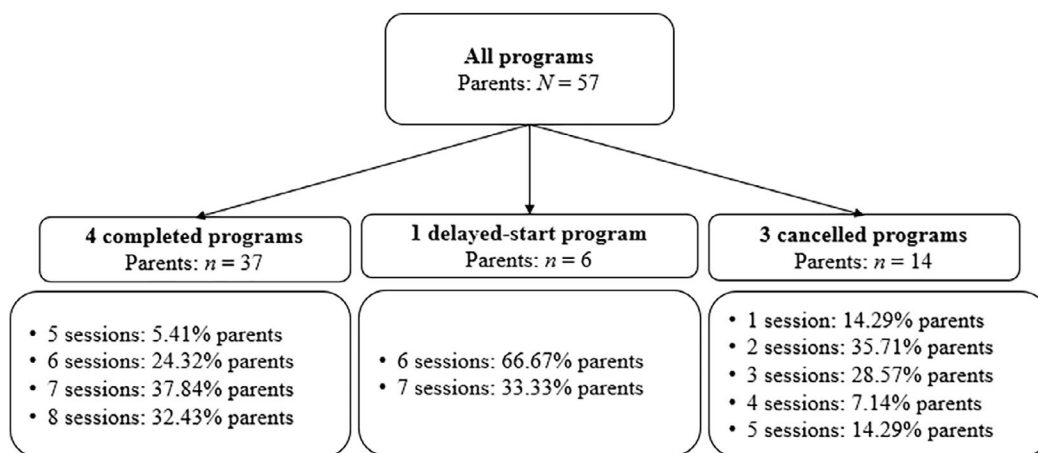 All programs
Parents: N = 57
4 completed programs
Parents: n = 37
1 delayed-start program
Parents: n = 6
3 cancelled programs
Parents: n = 14
• 5 sessions: 5.41% parents
• 6 sessions: 24.32% parents
• 7 sessions: 37.84% parents
• 8 sessions: 32.43% parents
• 6 sessions: 66.67% parents
• 7 sessions: 33.33% parents
• 1 session: 14.29% parents
• 2 sessions: 35.71% parents
• 3 sessions: 28.57% parents
• 4 sessions: 7.14% parents
• 5 sessions: 14.29% parents